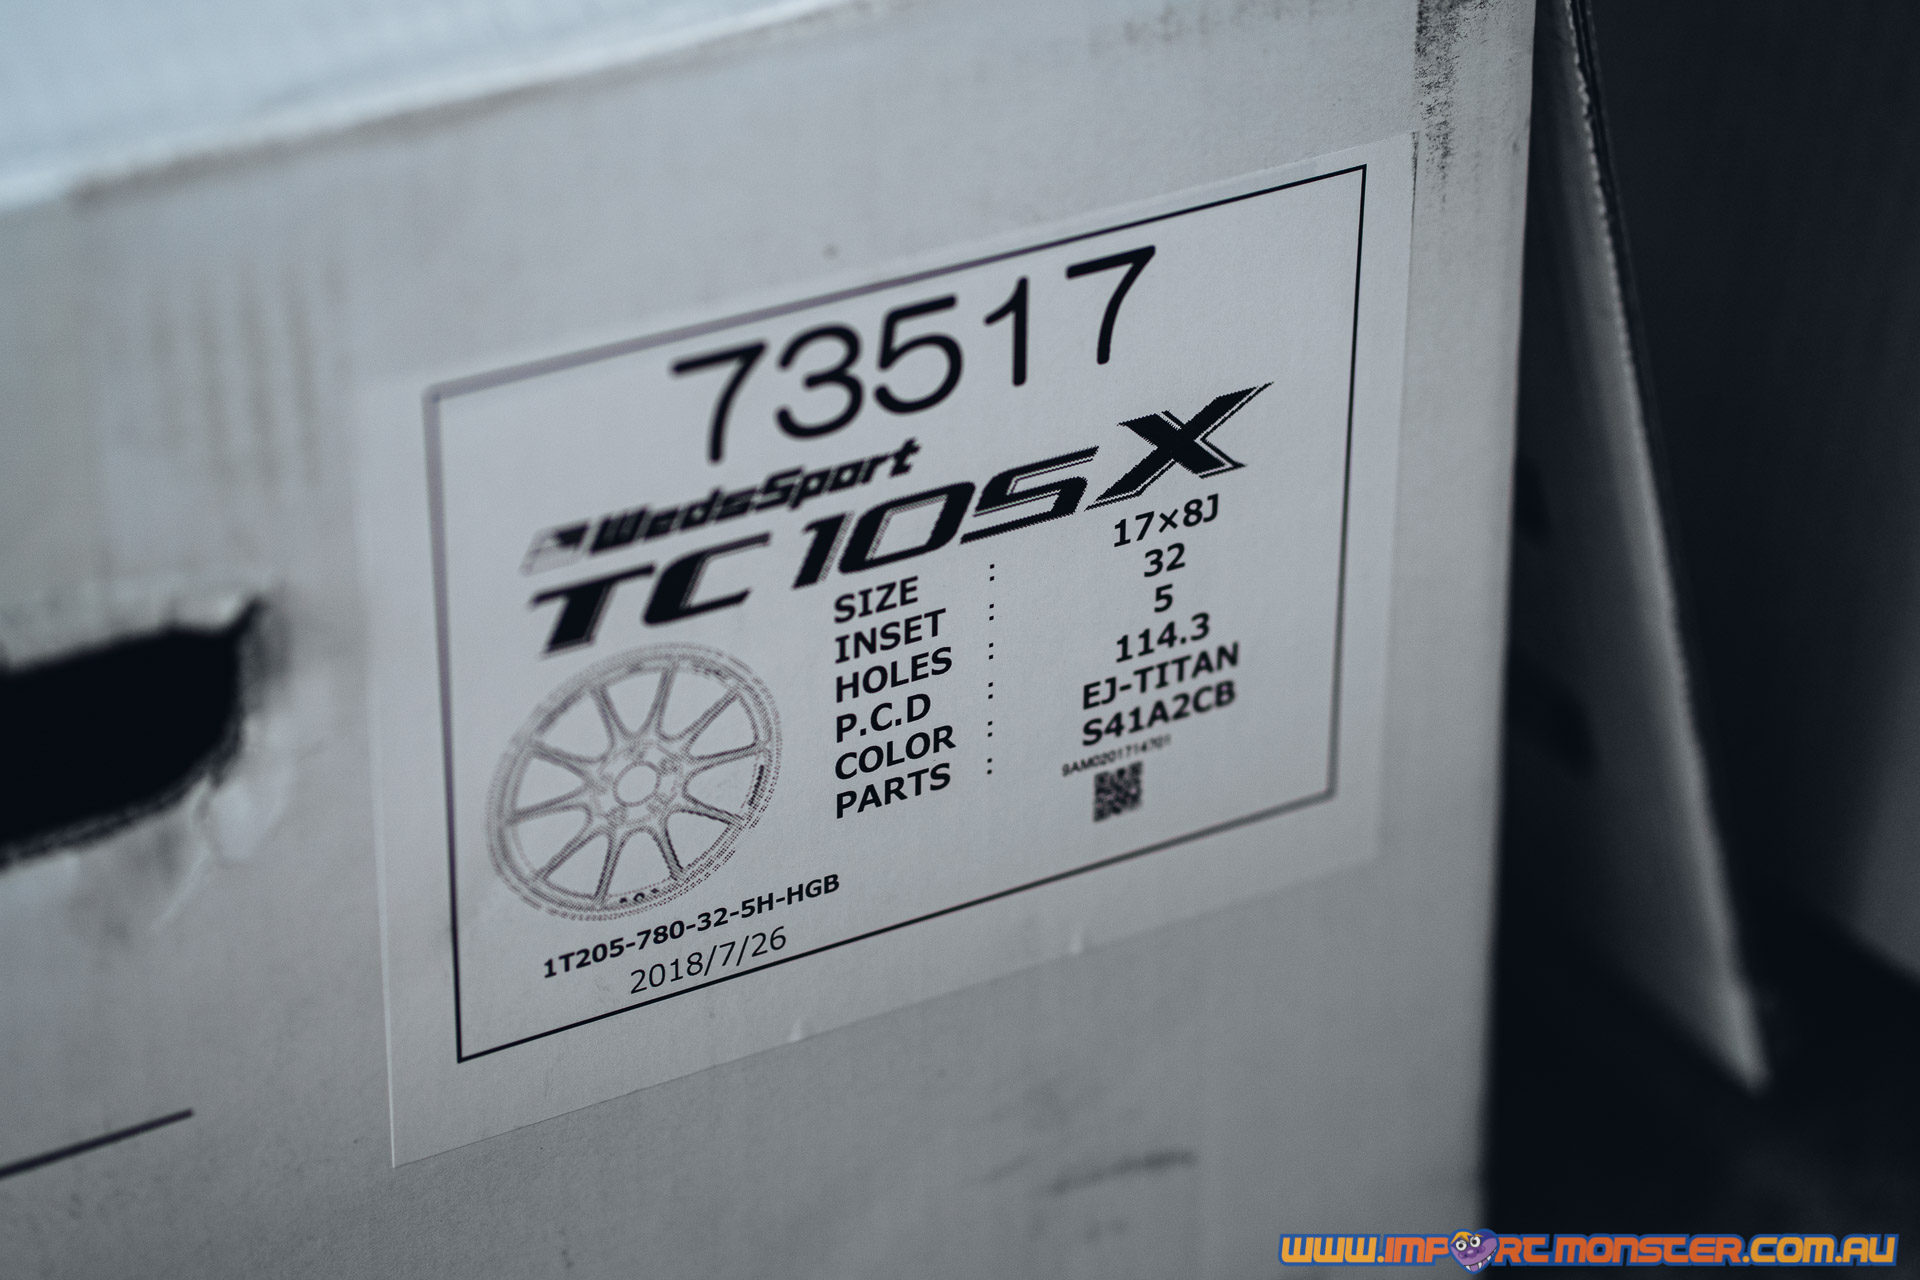 73517
WedsSport
TC105X
SIZE : 17×8J
INSET : 32
HOLES : 5
P.C.D : 114.3
COLOR : EJ-TITAN
PARTS : S41A2CB
9AM0201714701
1T205-780-32-5H-HGB
2018/7/26
www.IMPORTMONSTER.COM.AU